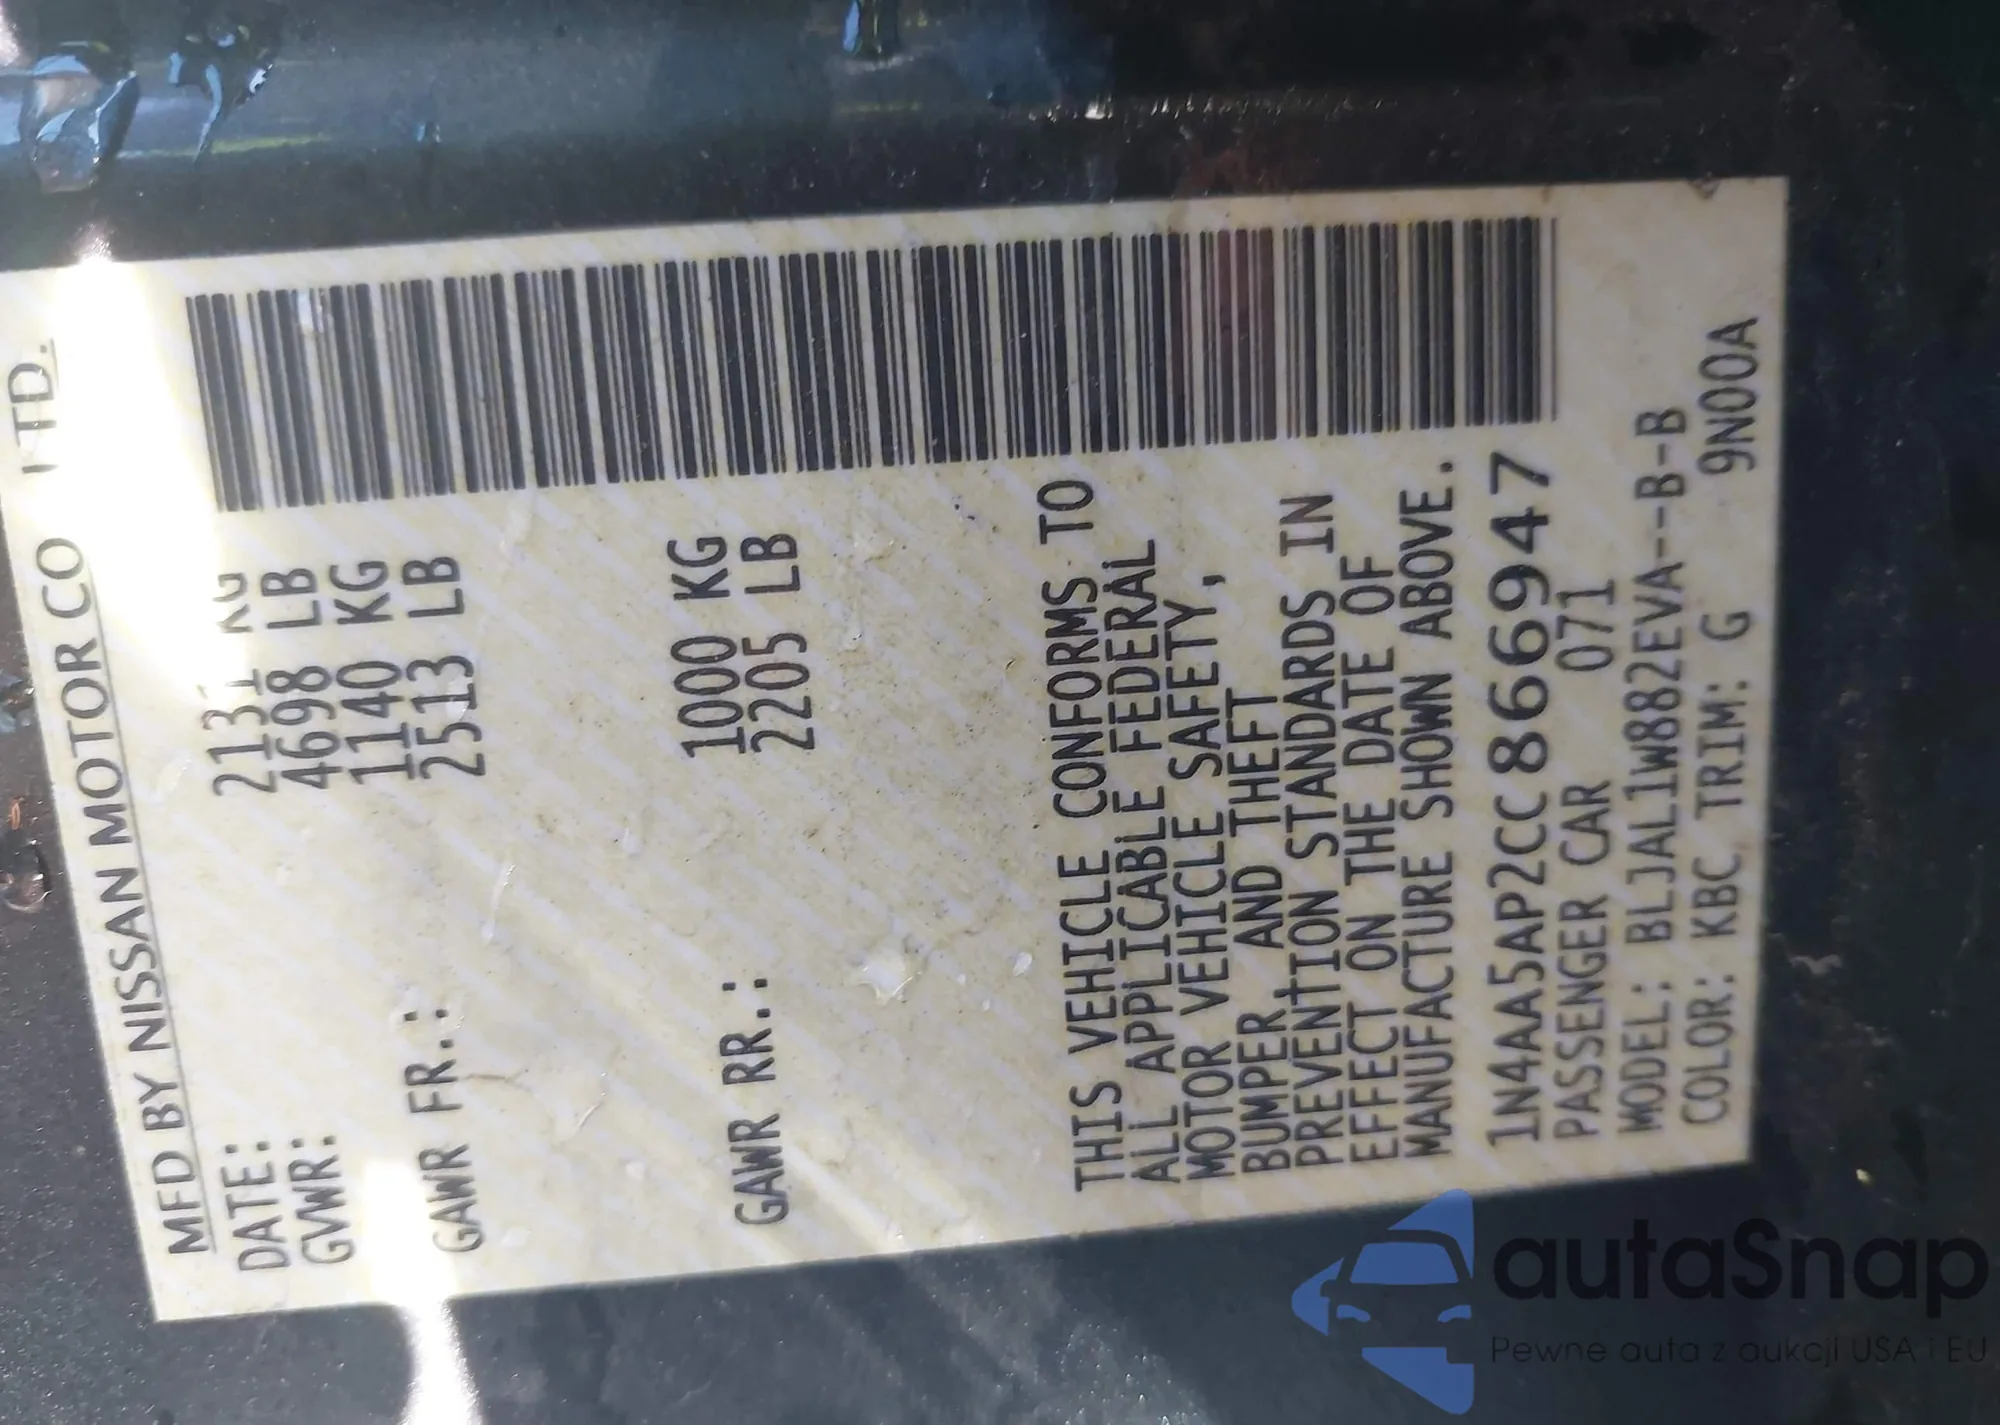 MFD BY NISSAN MOTOR CO LTD.
DATE:
2131 KG
GVWR: 4698 LB
1140 KG
GAWR FR.: 2513 LB
1000 KG
GAWR RR.: 2205 LB
THIS VEHICLE CONFORMS TO
ALL APPLICABLE FEDERAL
MOTOR VEHICLE SAFETY,
BUMPER AND THEFT
PREVENTION STANDARDS IN
EFFECT ON THE DATE OF
MANUFACTURE SHOWN ABOVE.
1N4AA5AP2CC866947
PASSENGER CAR 071
MODEL: BLJAL1W882EVA--B-B
COLOR: KBC TRIM: G 9N00A
autaSnap
Pewne auta z aukcji USA i EU